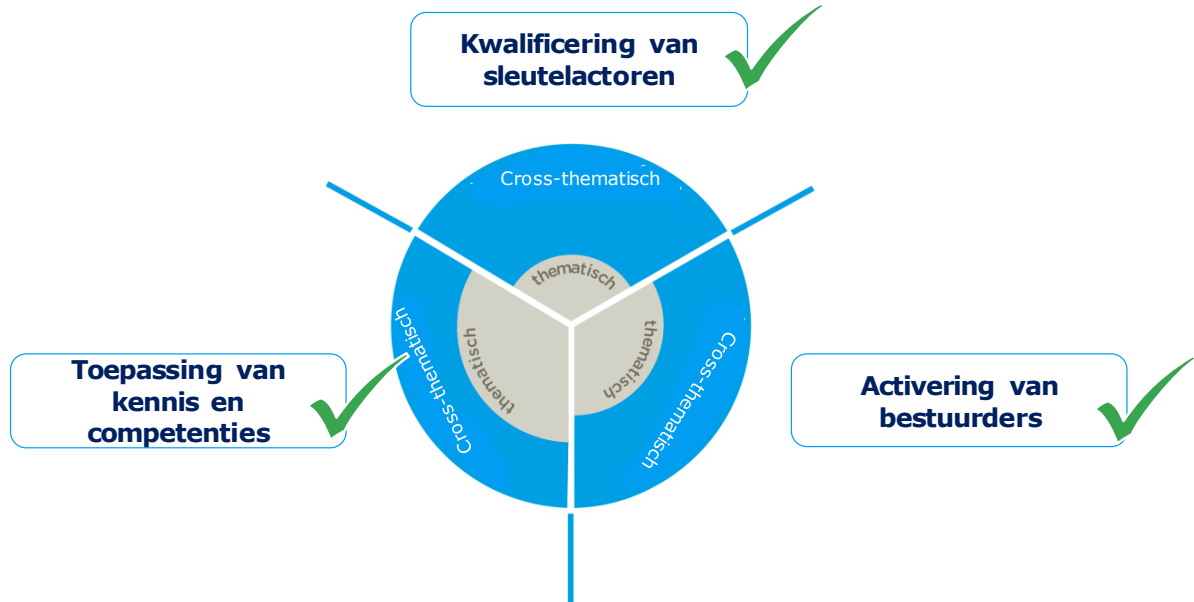 Kwalificering van
sleutelactoren
Cross-thematisch
thematisch
Cross-thematisch
thematisch
thematisch
Cross-thematisch
Toepassing van
kennis en
competenties
Activering van
bestuurders